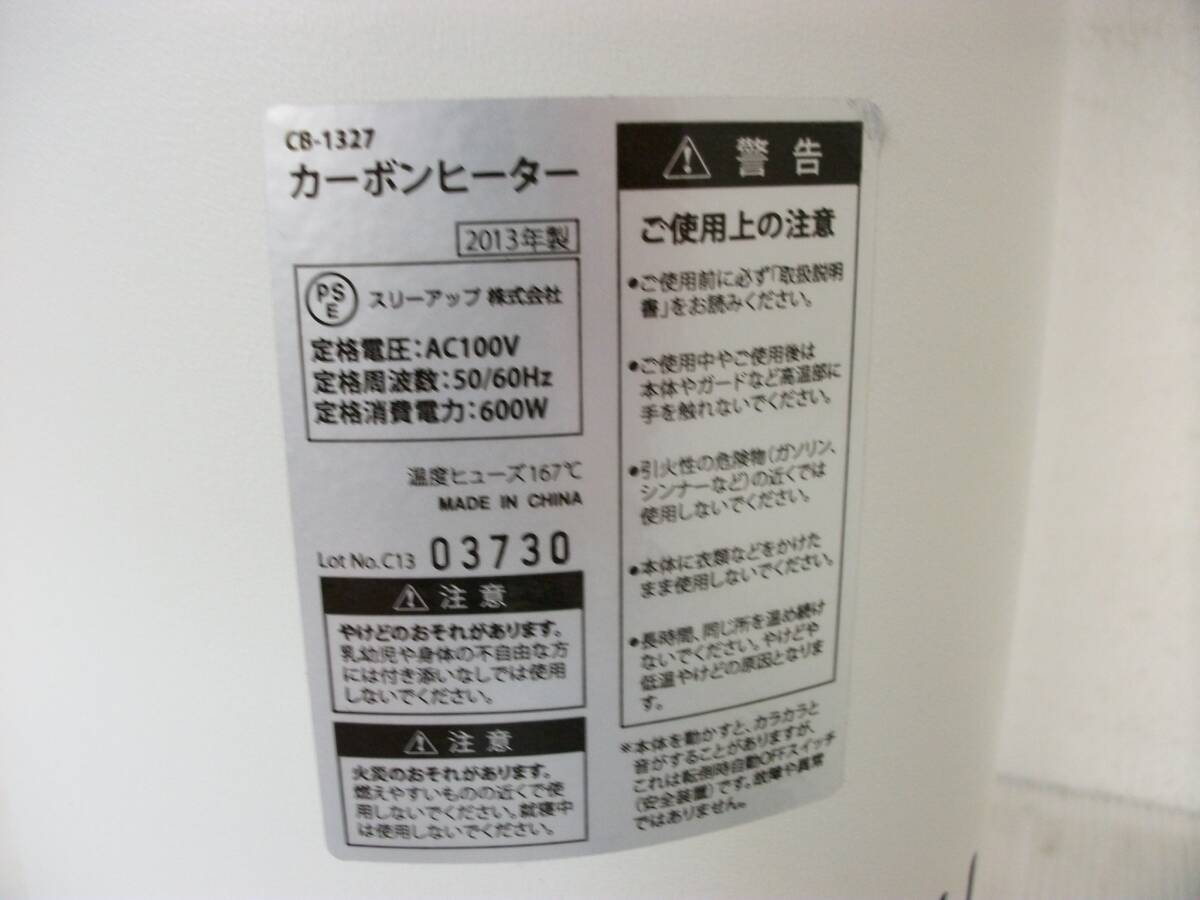 CB-1327
カーボンヒーター
2013年製
PSE スリーアップ 株式会社
定格電圧:AC100V
定格周波数:50/60Hz
定格消費電力:600W
温度ヒューズ167℃
MADE IN CHINA
Lot No.C13 03730
注意
やけどのおそれがあります。
乳幼児や身体の不自由な方
には付き添いなしでは使用
しないでください。
注意
火災のおそれがあります。
燃えやすいものの近くで使
用しないでください。就寝中
は使用しないでください。
警告
ご使用上の注意
●ご使用前に必ず「取扱説明
書」をお読みください。
●ご使用中やご使用後は
本体やガードなど高温部に
手を触れないでください。
●引火性の危険物(ガソリン、
シンナーなど)の近くでは
使用しないでください。
●本体に衣類などをかけた
まま使用しないでください。
●長時間、同じ所を温め続け
ないでください。やけどや
低温やけどの原因となりま
す。
※本体を動かすと、カラカラと
音がすることがありますが、
これは転倒時自動OFFスイッチ
(安全装置)です。故障や異常
ではありません。